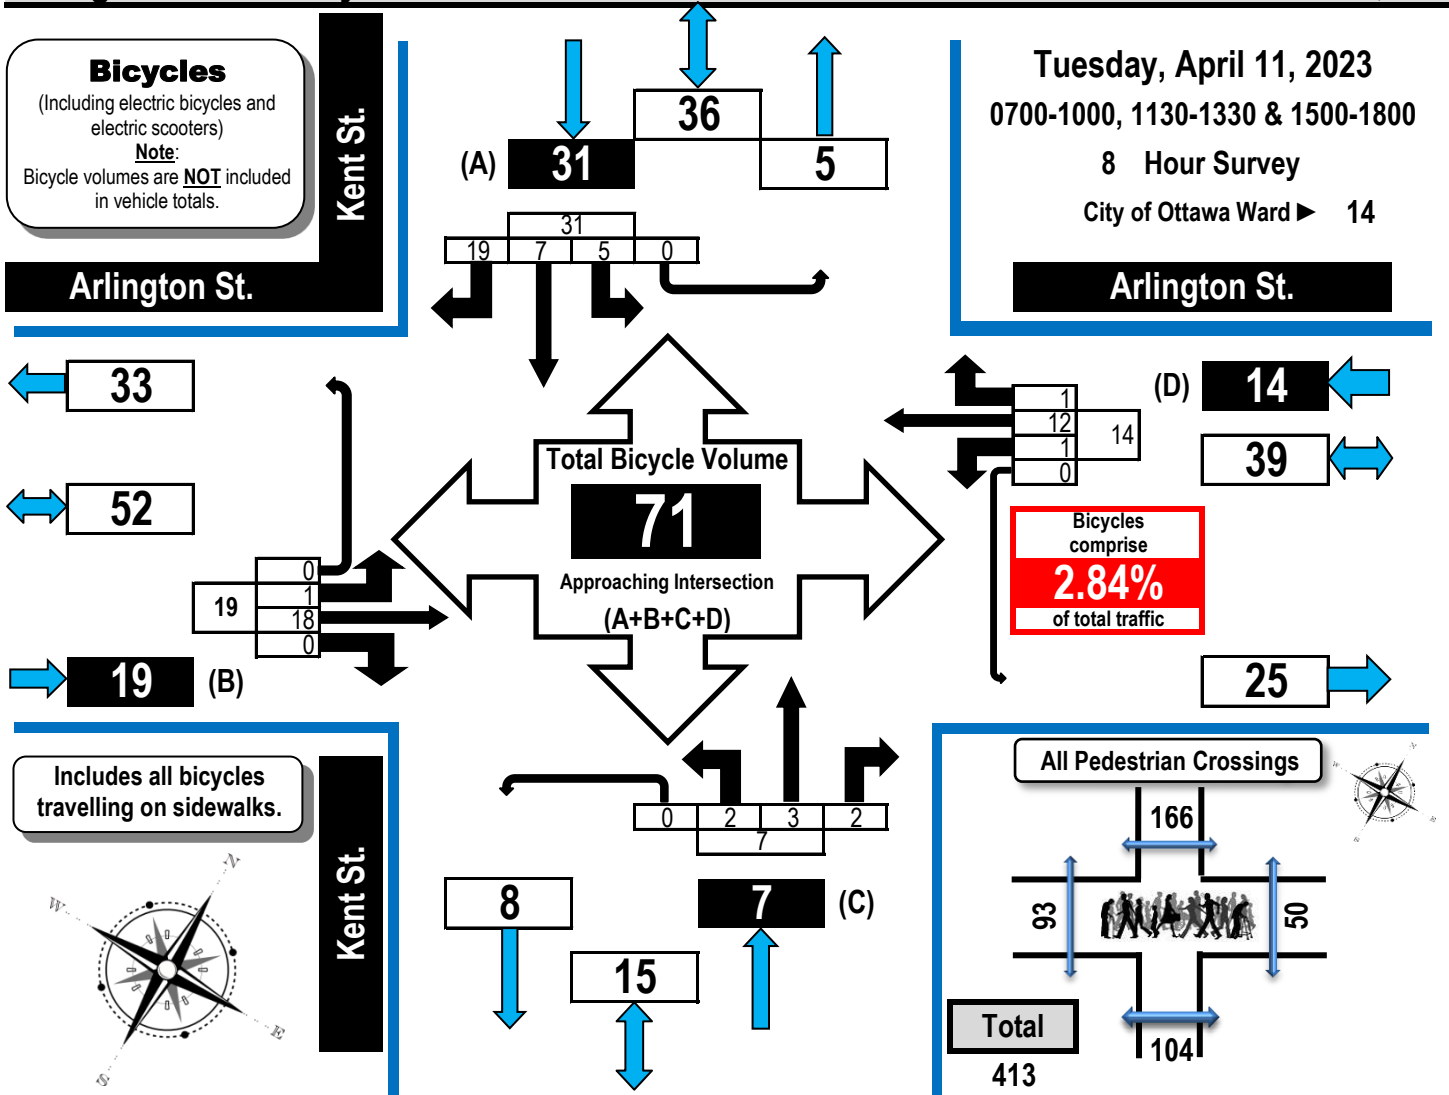 Bicycles
(Including electric bicycles and
electric scooters)
Note:
Bicycle volumes are NOT included
in vehicle totals.
Kent St.
Arlington St.
36
(A) 31
5
31
19 7 5 0
Tuesday, April 11, 2023
0700-1000, 1130-1330 & 1500-1800
8 Hour Survey
City of Ottawa Ward ► 14
Arlington St.
33
52
0
1
18
0
19
19 (B)
Total Bicycle Volume
71
Approaching Intersection
(A+B+C+D)
1
12
1
0
14
(D) 14
39
Bicycles
comprise
2.84%
of total traffic
25
Includes all bicycles
travelling on sidewalks.
N
W
E
S
Kent St.
0 2 3 2
7
8
7 (C)
15
All Pedestrian Crossings
N
W
E
S
166
93
50
104
Total
413